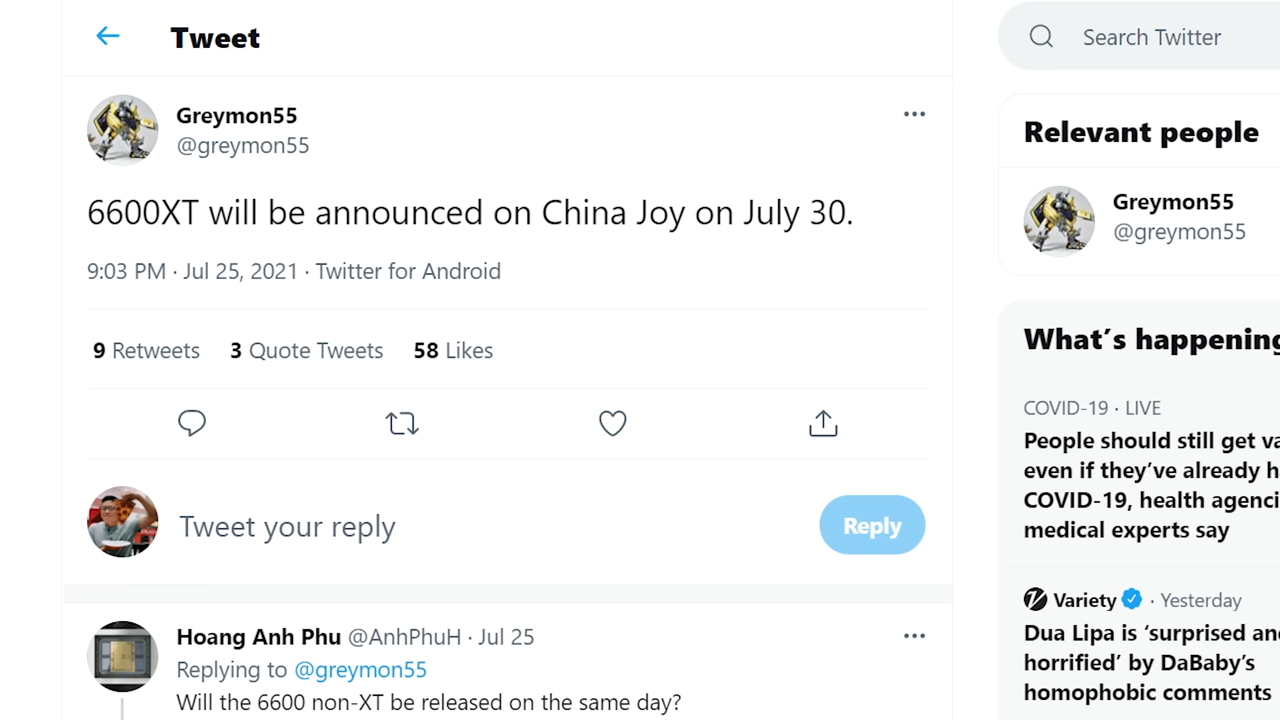 Tweet
Greymon55
@greymon55
6600XT will be announced on China Joy on July 30.
9:03 PM · Jul 25, 2021 · Twitter for Android
9 Retweets 3 Quote Tweets 58 Likes
Tweet your reply
Reply
Hoang Anh Phu @AnhPhuH · Jul 25
Replying to @greymon55
Will the 6600 non-XT be released on the same day?
Search Twitter
Relevant people
Greymon55
@greymon55
What's happening
COVID-19 · LIVE
People should still get va
even if they've already h
COVID-19, health agenci
medical experts say
Variety · Yesterday
Dua Lipa is ‘surprised an
horrified’ by DaBaby’s
homophobic comments